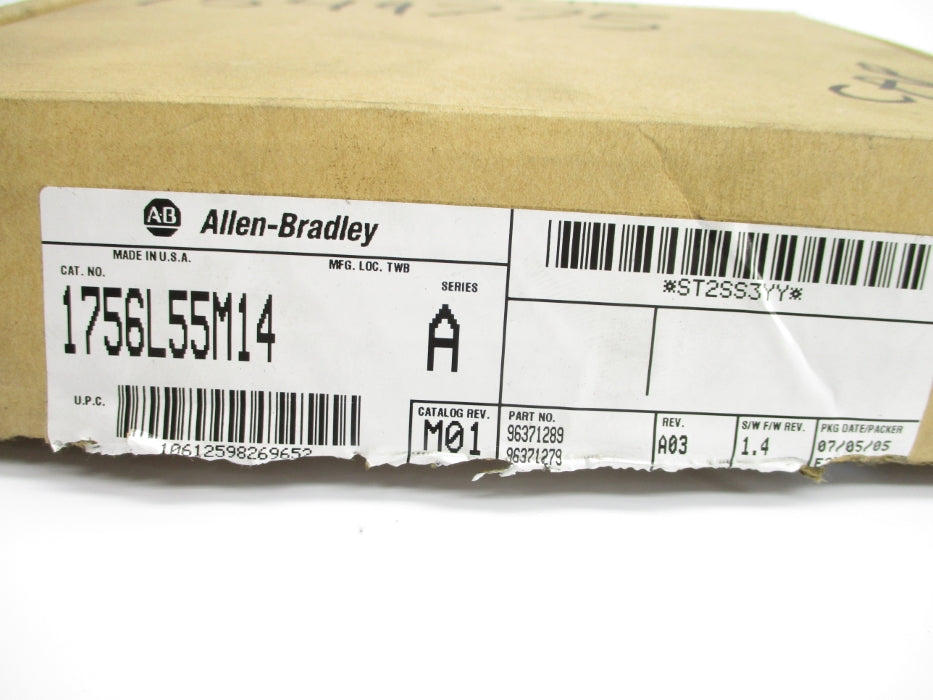 A-B Allen-Bradley
MADE IN U.S.A.
MFG. LOC. TWB
CAT. NO.
SERIES
1756L55M14
A
U.P.C.
10612598269652
*ST2SS3YY*
CATALOG REV.
M01
PART NO.
96371289
96371279
REV.
A03
S/W F/W REV.
1.4
PKG DATE/PACKER
07/05/05